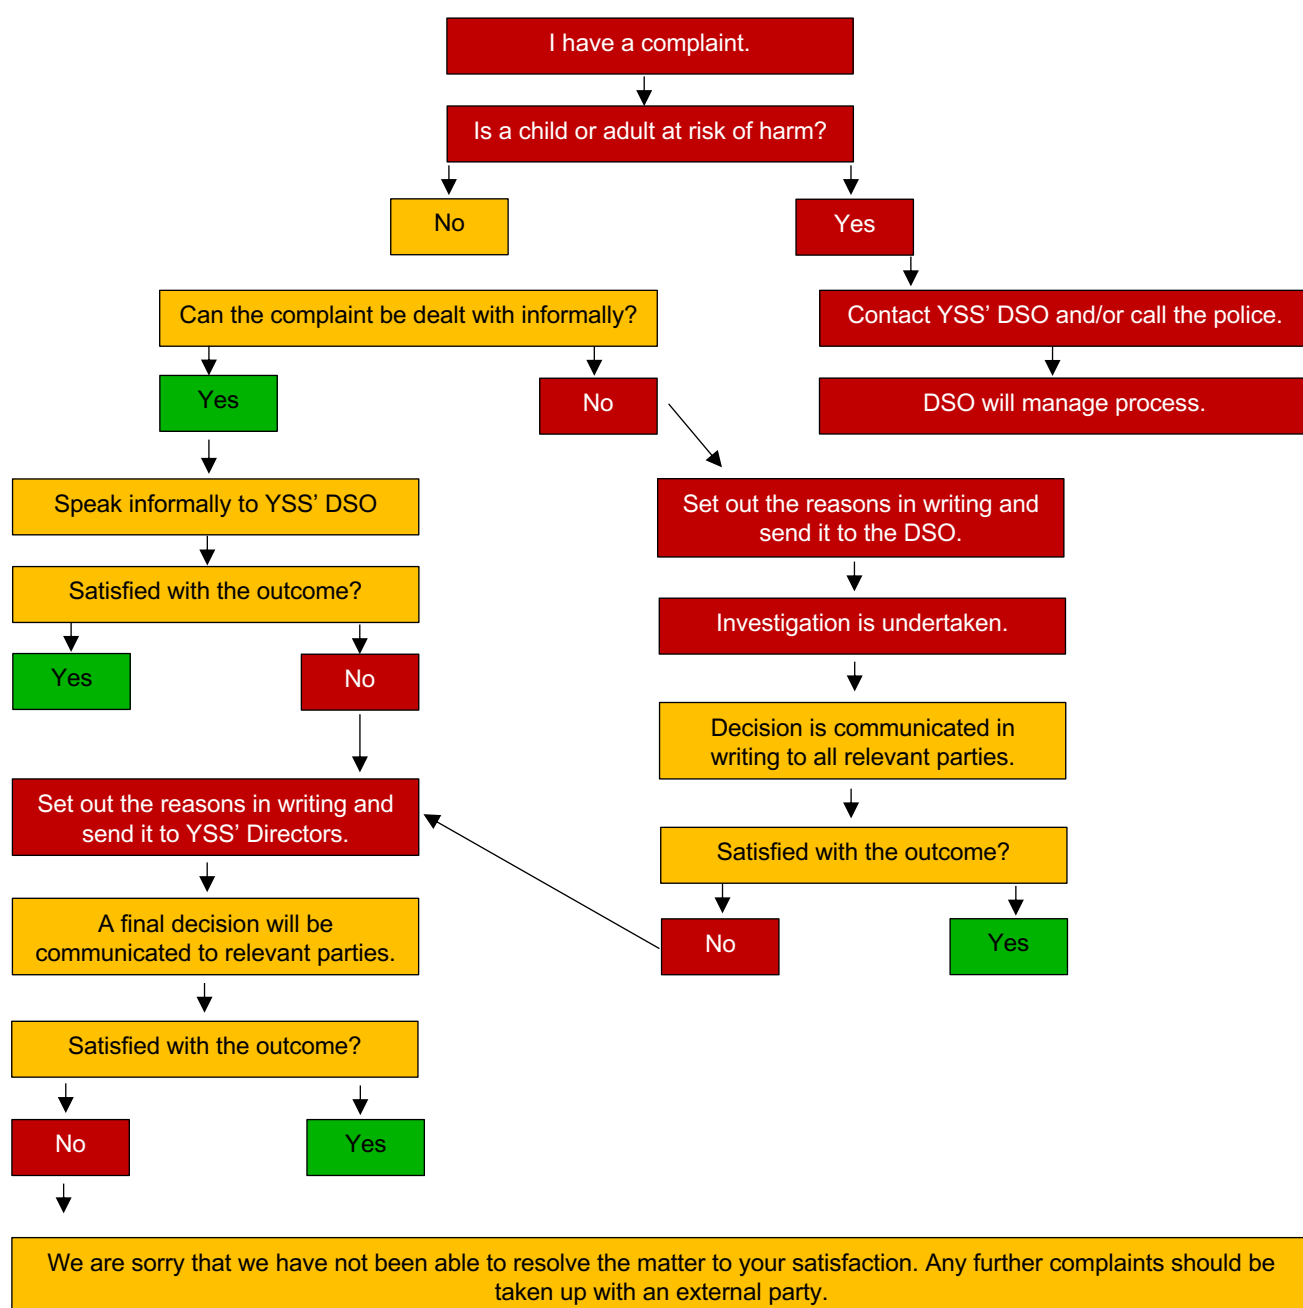 I have a complaint.
Is a child or adult at risk of harm?
No
Yes
Can the complaint be dealt with informally?
Contact YSS’ DSO and/or call the police.
Yes
No
DSO will manage process.
Speak informally to YSS’ DSO
Set out the reasons in writing and
send it to the DSO.
Satisfied with the outcome?
Investigation is undertaken.
Yes
No
Decision is communicated in
writing to all relevant parties.
Set out the reasons in writing and
send it to YSS’ Directors.
Satisfied with the outcome?
A final decision will be
communicated to relevant parties.
No
Yes
Satisfied with the outcome?
No
Yes
We are sorry that we have not been able to resolve the matter to your satisfaction. Any further complaints should be
taken up with an external party.